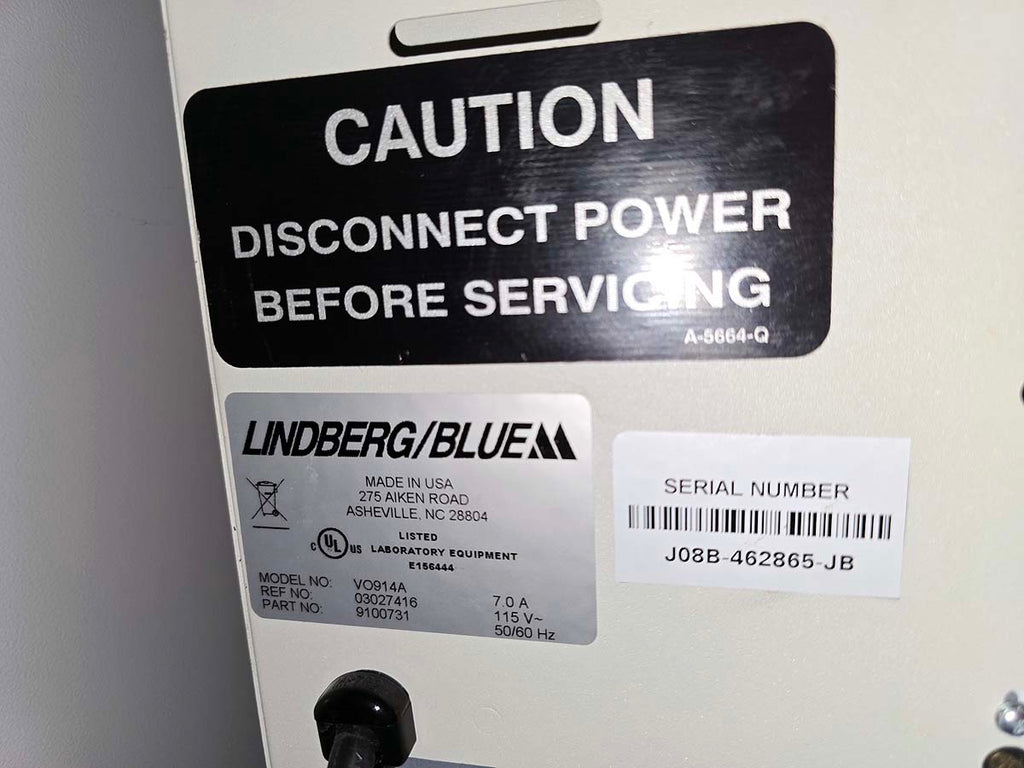 CAUTION
DISCONNECT POWER
BEFORE SERVICING
A-5664-Q
LINDBERG/BLUE M
MADE IN USA
275 AIKEN ROAD
ASHEVILLE, NC 28804
C UL US LISTED
LABORATORY EQUIPMENT
E156444
MODEL NO: VO914A
REF NO: 03027416 7.0 A
PART NO: 9100731 115 V~
50/60 Hz
SERIAL NUMBER
J08B-462865-JB